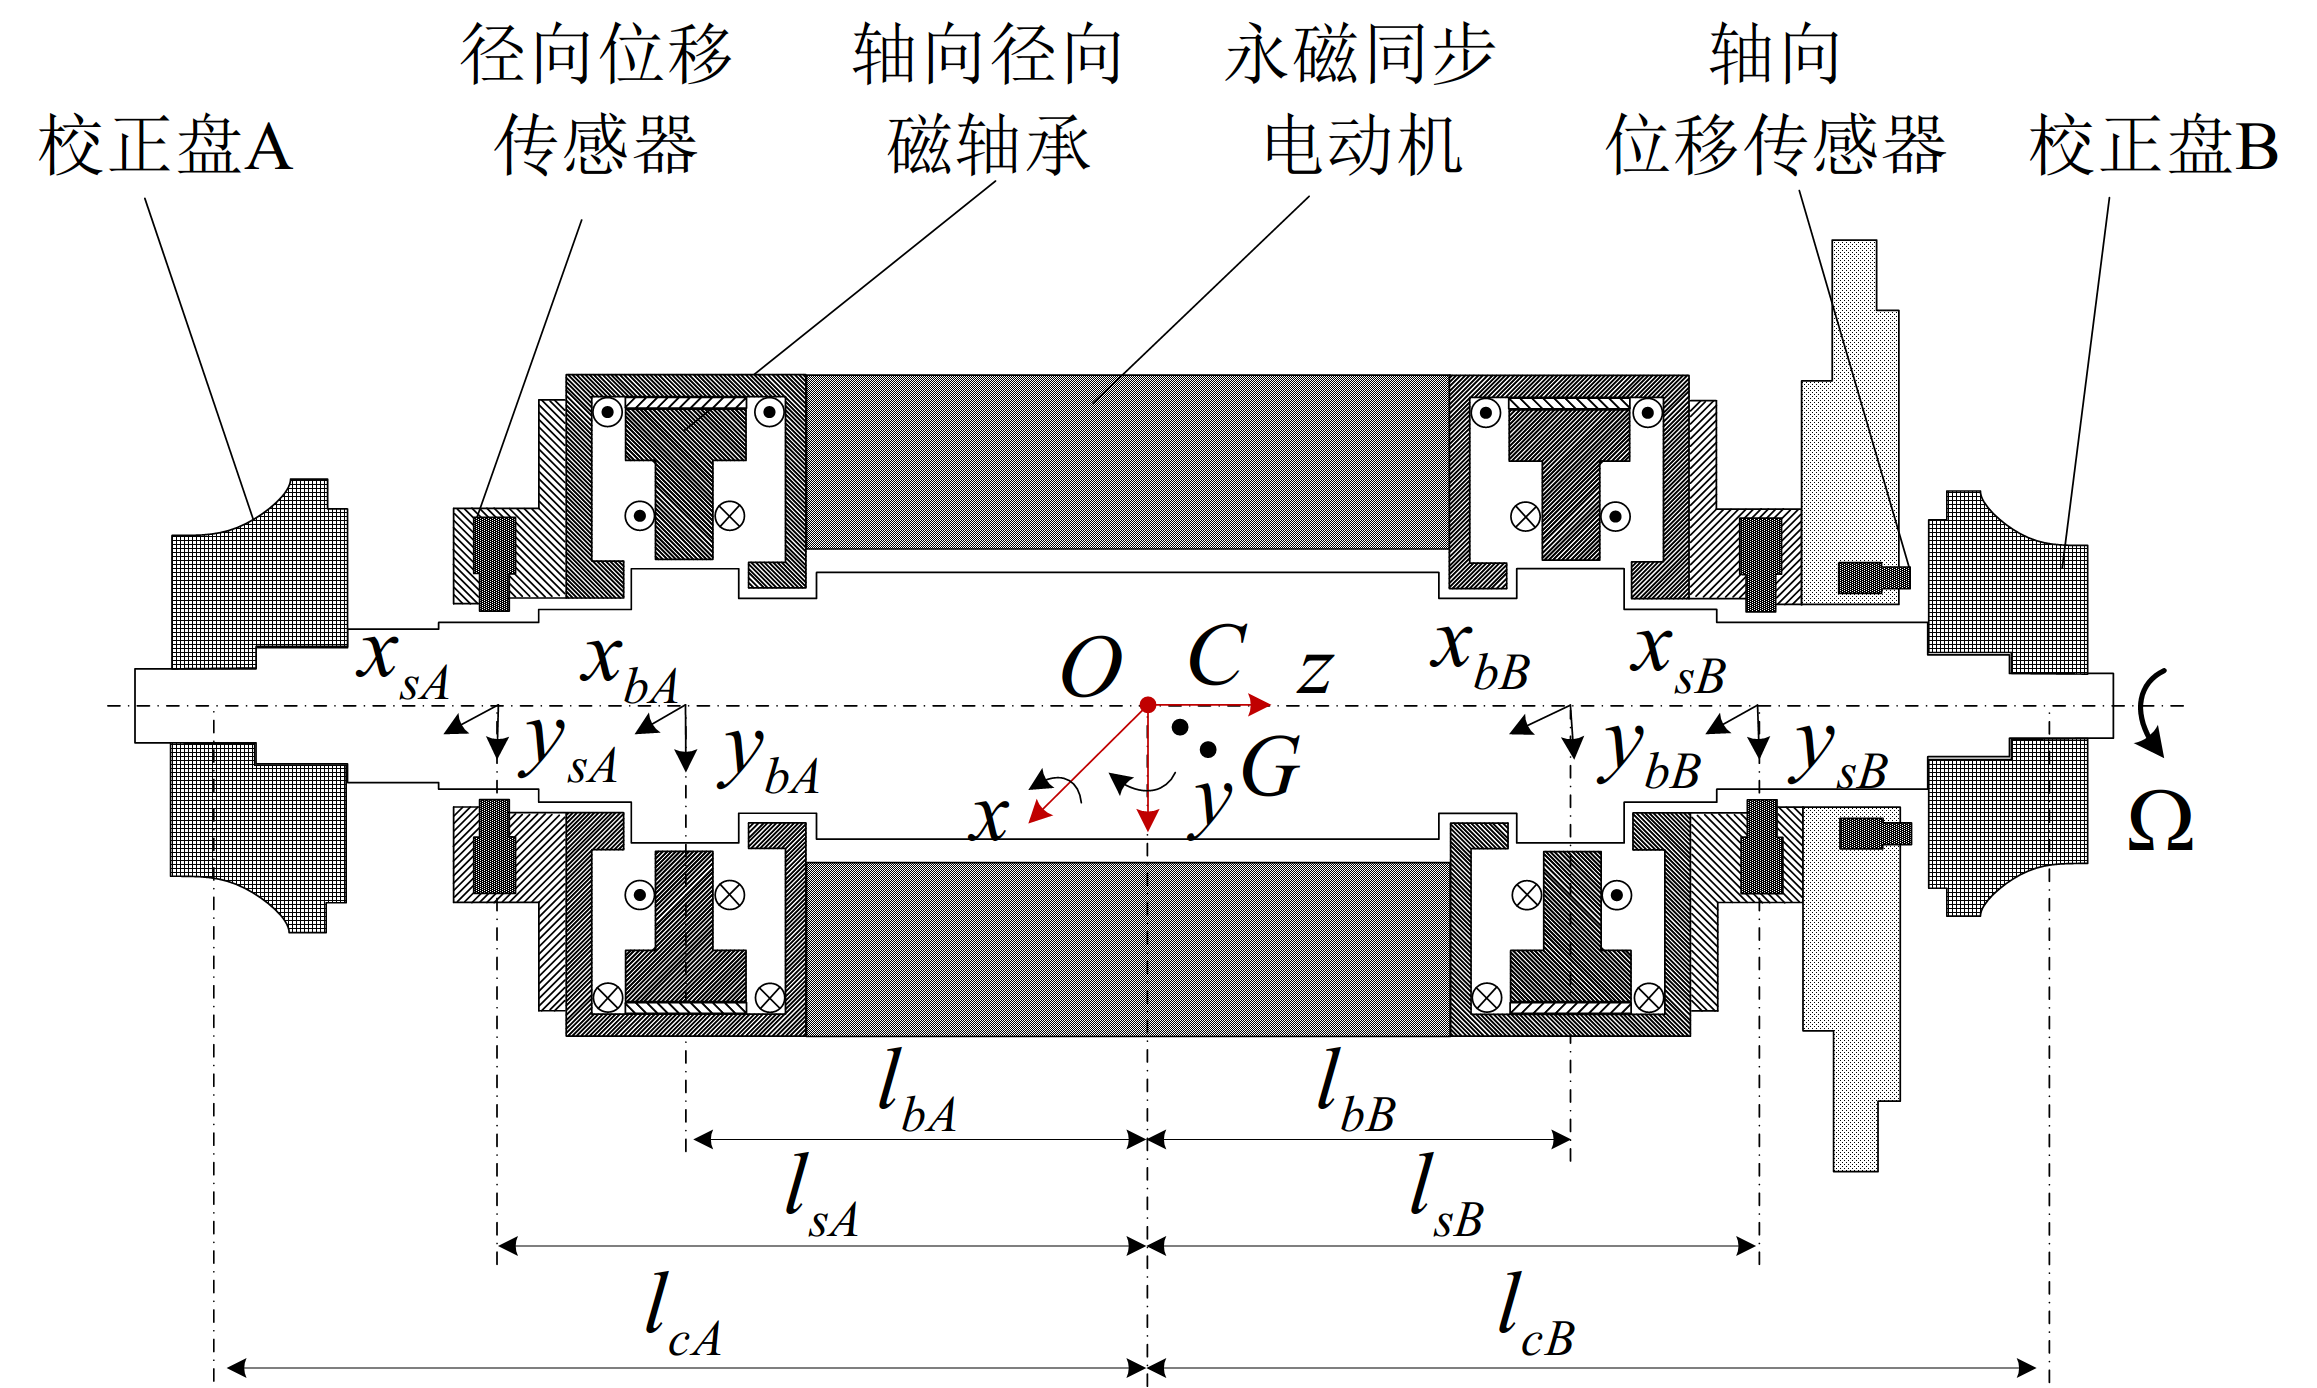 径向位移
传感器
轴向径向
磁轴承
永磁同步
电动机
轴向
位移传感器
校正盘A
校正盘B
x_{sA}
x_{bA}
O
C
z
x_{bB}
x_{sB}
y_{sA}
y_{bA}
G
y_{bB}
y_{sB}
x
y
Ω
l_{bA}
l_{bB}
l_{sA}
l_{sB}
l_{cA}
l_{cB}